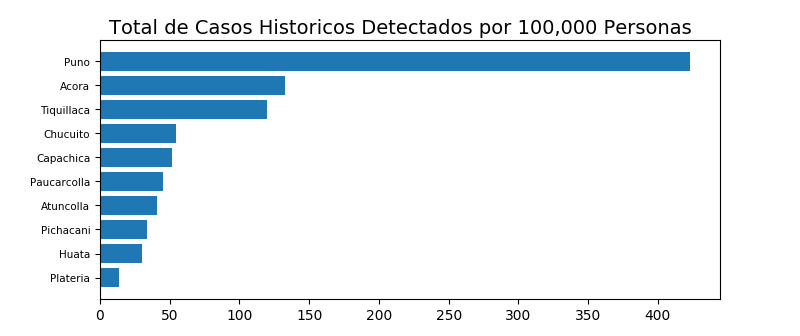 Total de Casos Historicos Detectados por 100,000 Personas
Puno
Acora
Tiquillaca
Chucuito
Capachica
Paucarcolla
Atuncolla
Pichacani
Huata
Plateria
0 50 100 150 200 250 300 350 400